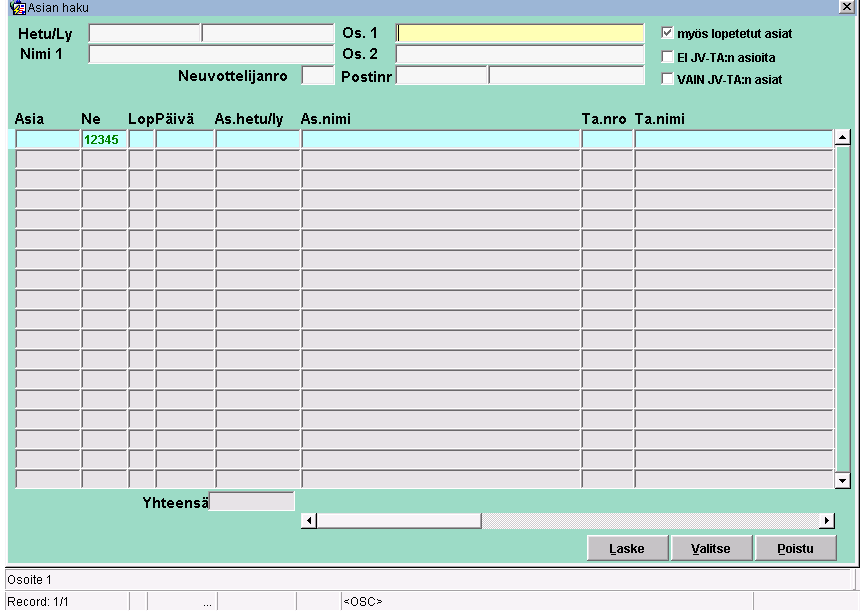 Asian haku
Hetu/Ly Os. 1 myös lopetetut asiat
Nimi 1 Os. 2 EI JV-TA:n asioita
Neuvottelijanro Postinr VAIN JV-TA:n asiat
Asia Ne Lop Päivä As.hetu/ly As.nimi Ta.nro Ta.nimi
12345
Yhteensä
Laske Valitse Poistu
Osoite 1
Record: 1/1 ... <OSC>